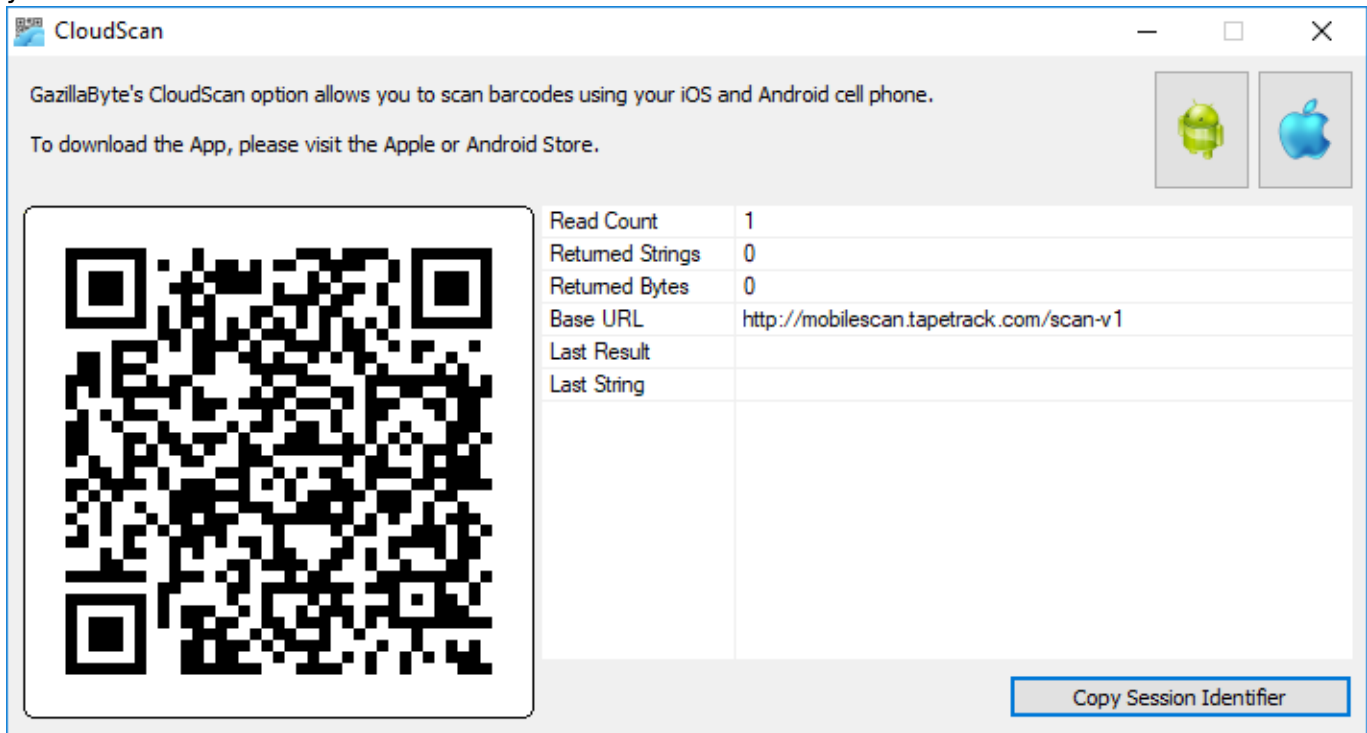 CloudScan
GazillaByte's CloudScan option allows you to scan barcodes using your iOS and Android cell phone.
To download the App, please visit the Apple or Android Store.
Read Count 1
Returned Strings 0
Returned Bytes 0
Base URL http://mobilescan.tapetrack.com/scan-v1
Last Result
Last String
Copy Session Identifier